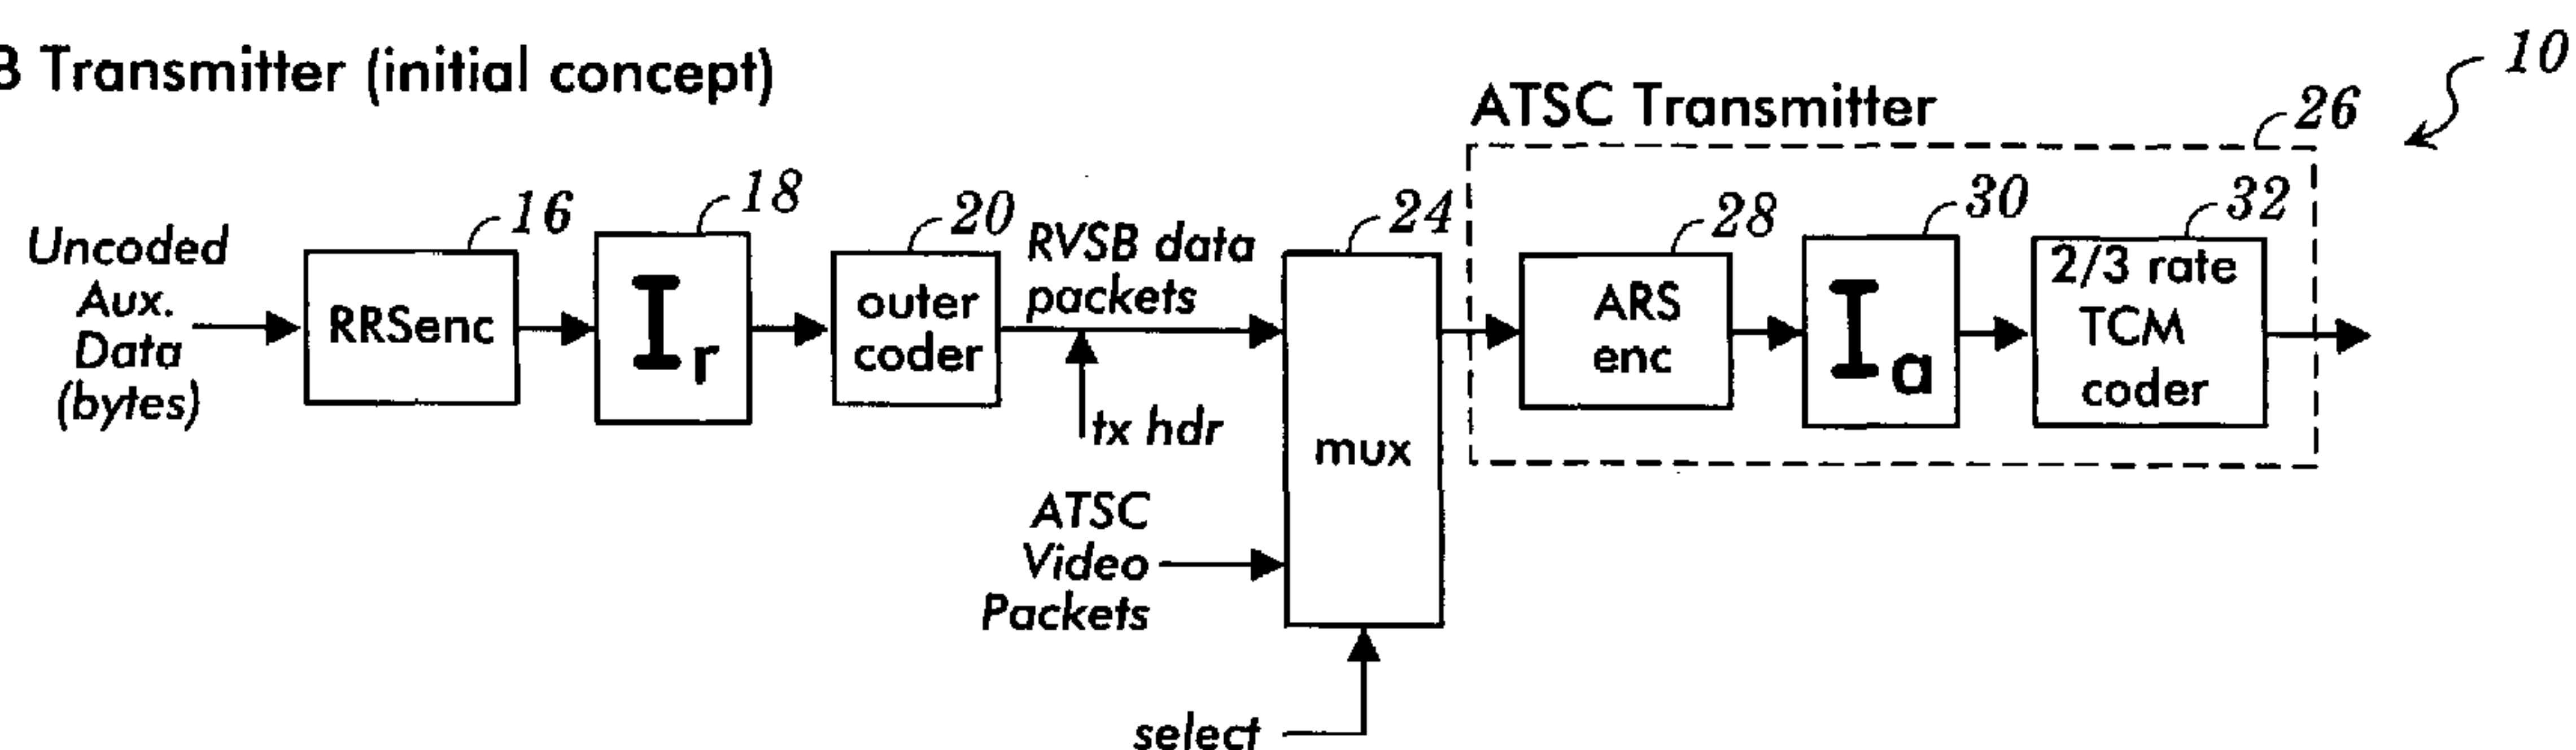 B Transmitter (initial concept)
10
ATSC Transmitter
26
Uncoded
Aux.
Data
(bytes)
16
RRSenc
18
Ir
20
outer
coder
RVSB data
packets
tx hdr
ATSC
Video
Packets
24
mux
select
28
ARS
enc
30
Ia
32
2/3 rate
TCM
coder